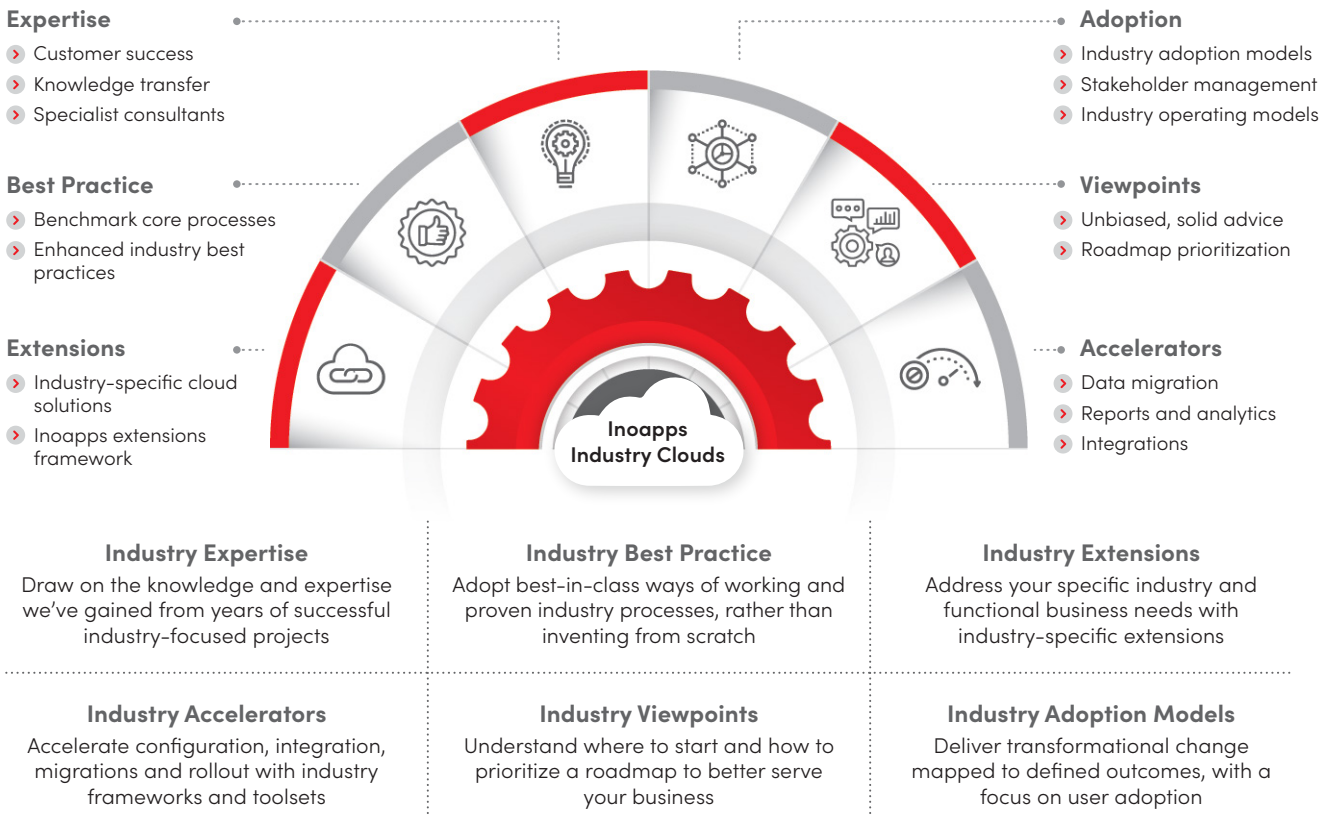 Expertise
Customer success
Knowledge transfer
Specialist consultants
Best Practice
Benchmark core processes
Enhanced industry best
practices
Extensions
Industry-specific cloud
solutions
Inoapps extensions
framework
Adoption
Industry adoption models
Stakeholder management
Industry operating models
Viewpoints
Unbiased, solid advice
Roadmap prioritization
Accelerators
Data migration
Reports and analytics
Integrations
Inoapps
Industry Clouds
Industry Expertise
Draw on the knowledge and expertise
we've gained from years of successful
industry-focused projects
Industry Best Practice
Adopt best-in-class ways of working and
proven industry processes, rather than
inventing from scratch
Industry Extensions
Address your specific industry and
functional business needs with
industry-specific extensions
Industry Accelerators
Accelerate configuration, integration,
migrations and rollout with industry
frameworks and toolsets
Industry Viewpoints
Understand where to start and how to
prioritize a roadmap to better serve
your business
Industry Adoption Models
Deliver transformational change
mapped to defined outcomes, with a
focus on user adoption